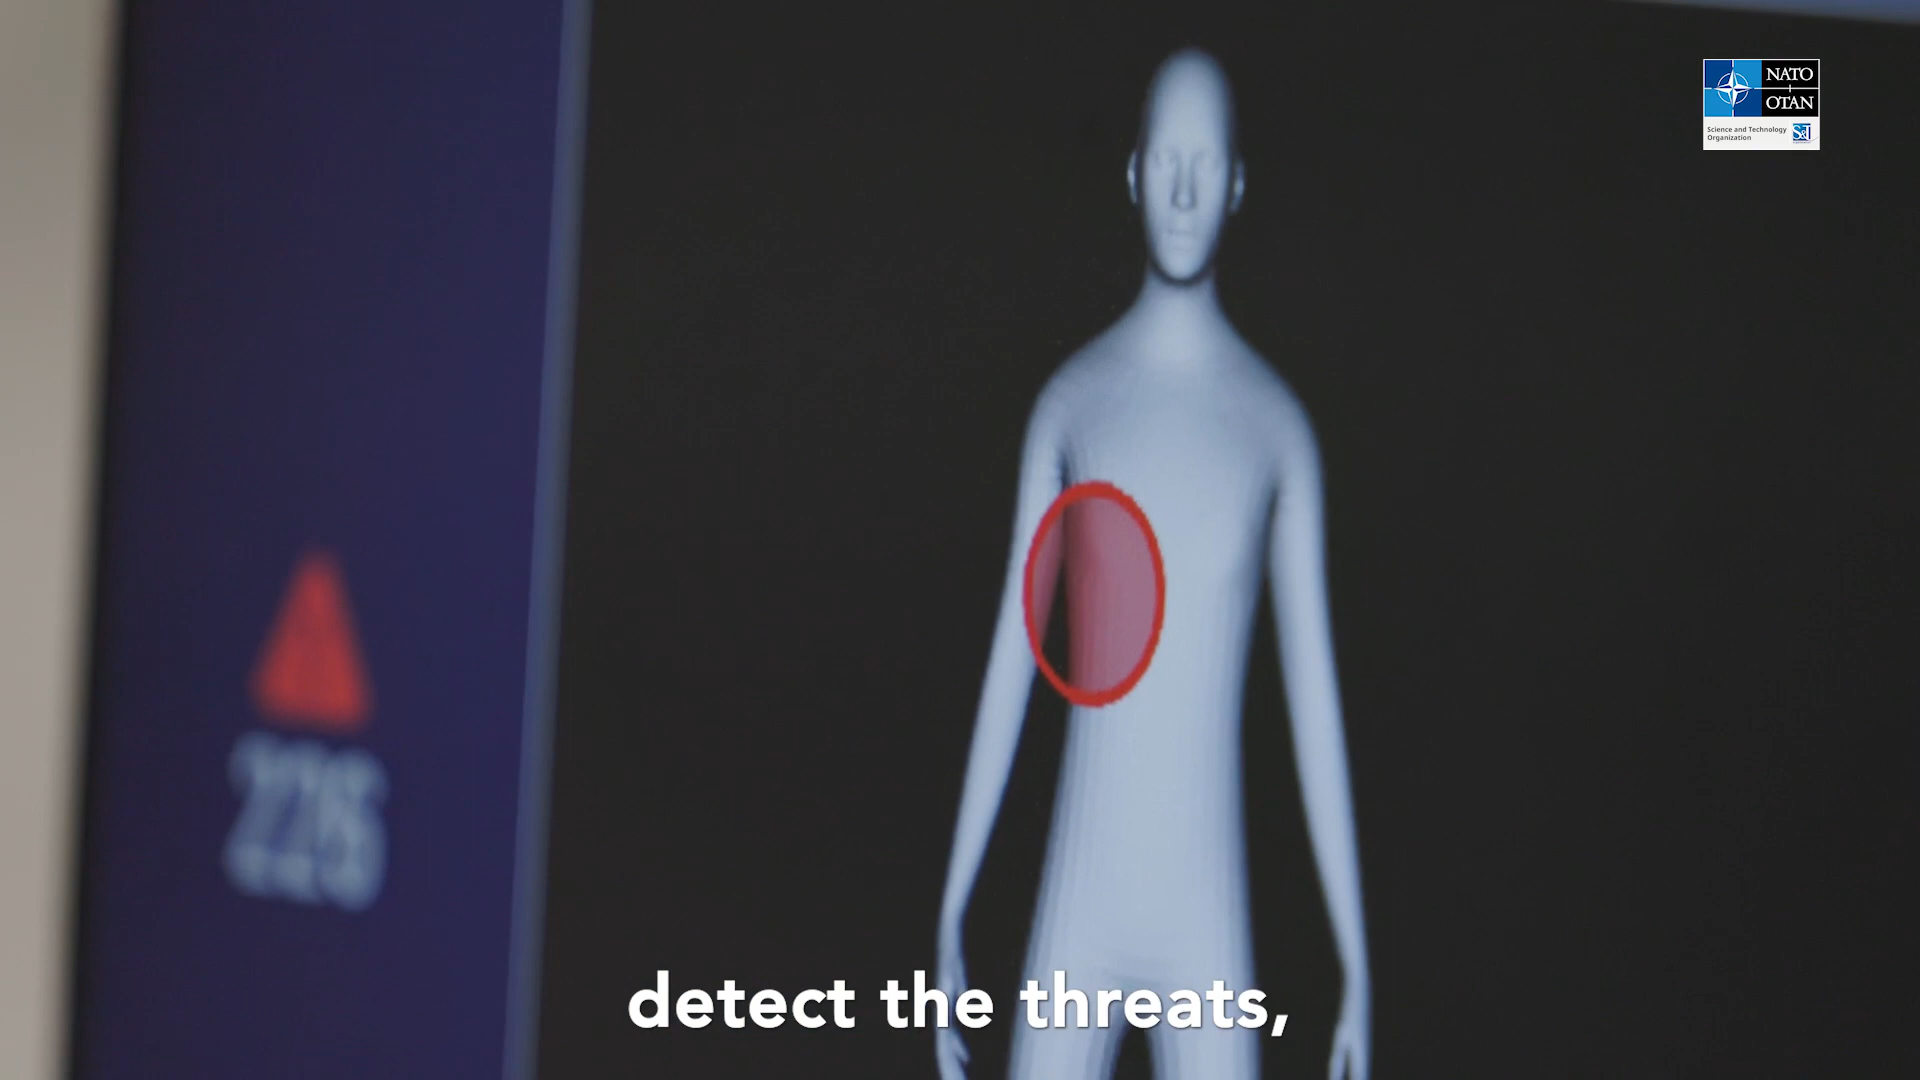 NATO
OTAN
Science and Technology
Organization
S&T
detect the threats,